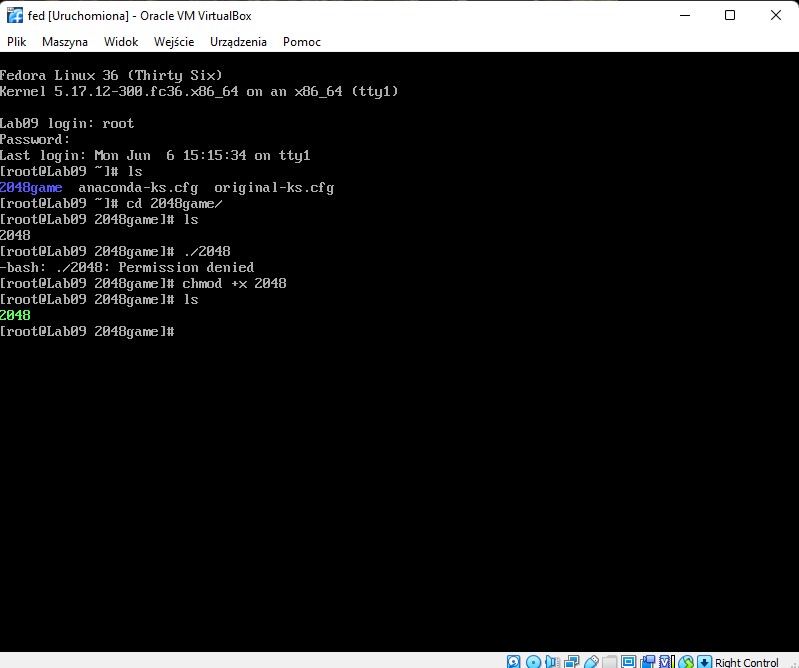 fed [Uruchomiona] - Oracle VM VirtualBox
Plik Maszyna Widok Wejście Urządzenia Pomoc
Fedora Linux 36 (Thirty Six)
Kernel 5.17.12-300.fc36.x86_64 on an x86_64 (tty1)
Lab09 login: root
Password:
Last login: Mon Jun  6 15:15:34 on tty1
[root@Lab09 ~]# ls
2048game  anaconda-ks.cfg  original-ks.cfg
[root@Lab09 ~]# cd 2048game/
[root@Lab09 2048game]# ls
2048
[root@Lab09 2048game]# ./2048
-bash: ./2048: Permission denied
[root@Lab09 2048game]# chmod +x 2048
[root@Lab09 2048game]# ls
2048
[root@Lab09 2048game]#
Right Control